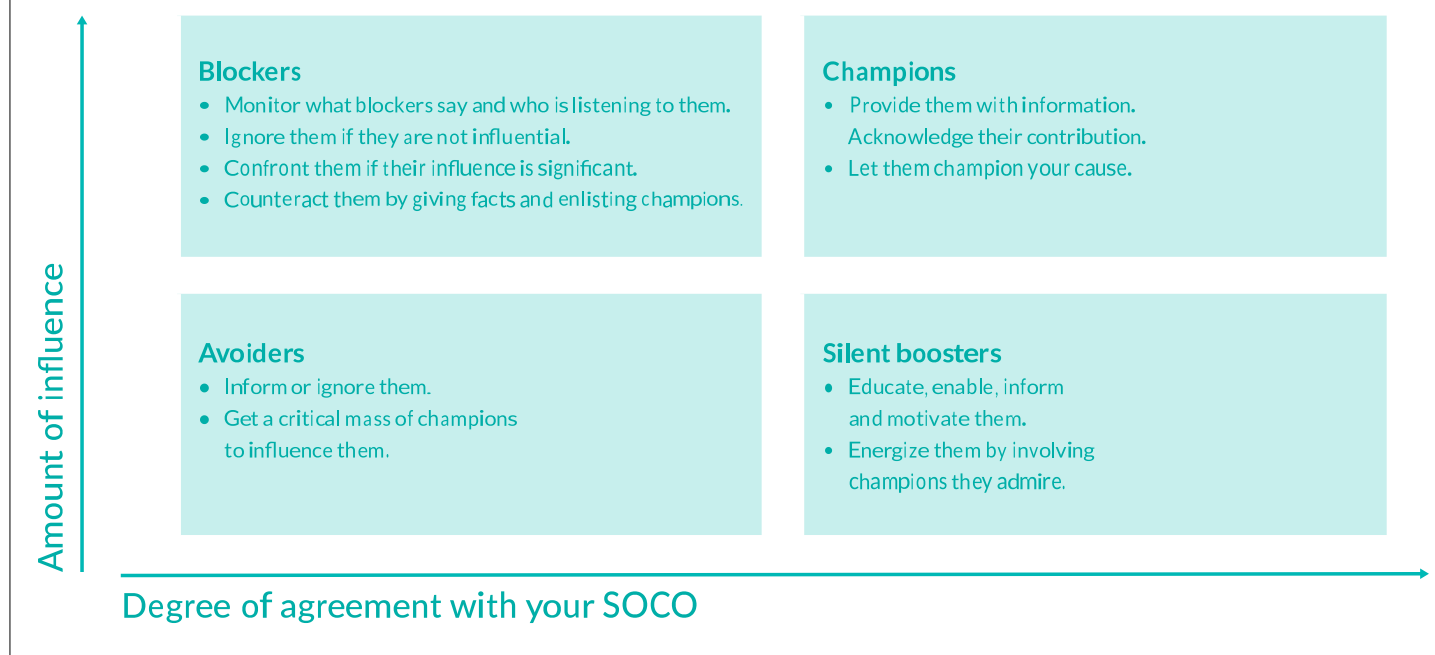 Amount of influence
Blockers
• Monitor what blockers say and who is listening to them.
• Ignore them if they are not influential.
• Confront them if their influence is significant.
• Counteract them by giving facts and enlisting champions.
Champions
• Provide them with information.
Acknowledge their contribution.
• Let them champion your cause.
Avoiders
• Inform or ignore them.
• Get a critical mass of champions
to influence them.
Silent boosters
• Educate, enable, inform
and motivate them.
• Energize them by involving
champions they admire.
Degree of agreement with your SOCO